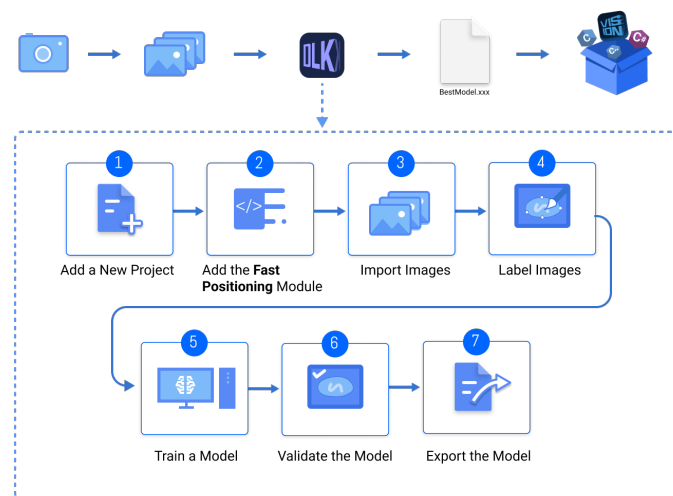 DLK
BestModel.xxx
VIS
ION
C
C#
C++
1
2
3
4
</>
Add a New Project
Add the Fast
Positioning Module
Import Images
Label Images
5
6
7
Train a Model
Validate the Model
Export the Model